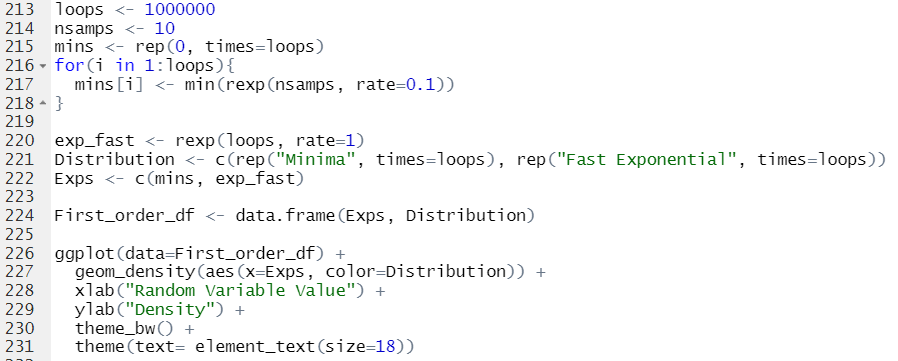 213 loops <- 1000000
214 nsamps <- 10
215 mins <- rep(0, times=loops)
216 for(i in 1:loops){
217   mins[i] <- min(rexp(nsamps, rate=0.1))
218 }
219
220 exp_fast <- rexp(loops, rate=1)
221 Distribution <- c(rep("Minima", times=loops), rep("Fast Exponential", times=loops))
222 Exps <- c(mins, exp_fast)
223
224 First_order_df <- data.frame(Exps, Distribution)
225
226 ggplot(data=First_order_df) +
227   geom_density(aes(x=Exps, color=Distribution)) +
228   xlab("Random Variable Value") +
229   ylab("Density") +
230   theme_bw() +
231   theme(text= element_text(size=18))